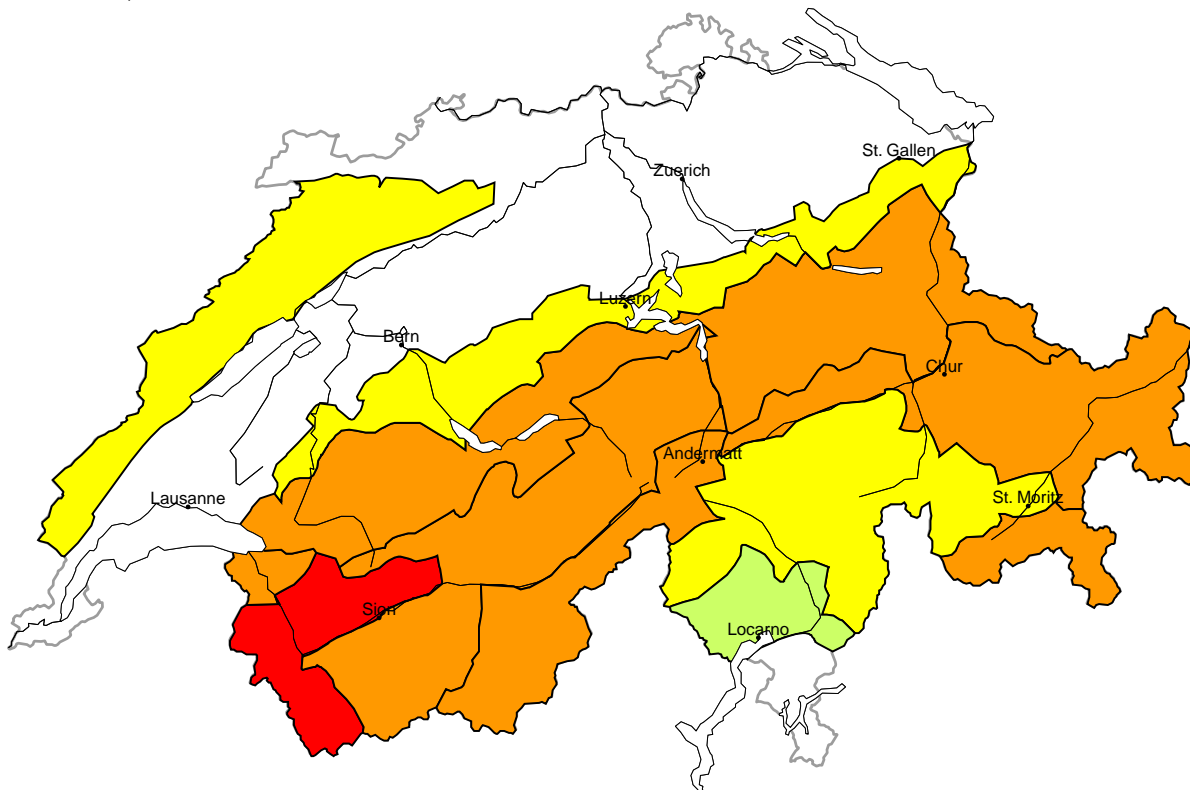 St. Gallen
Zuerich
Luzern
Bern
Chur
Andermatt
Lausanne
St. Moritz
Sion
Locarno